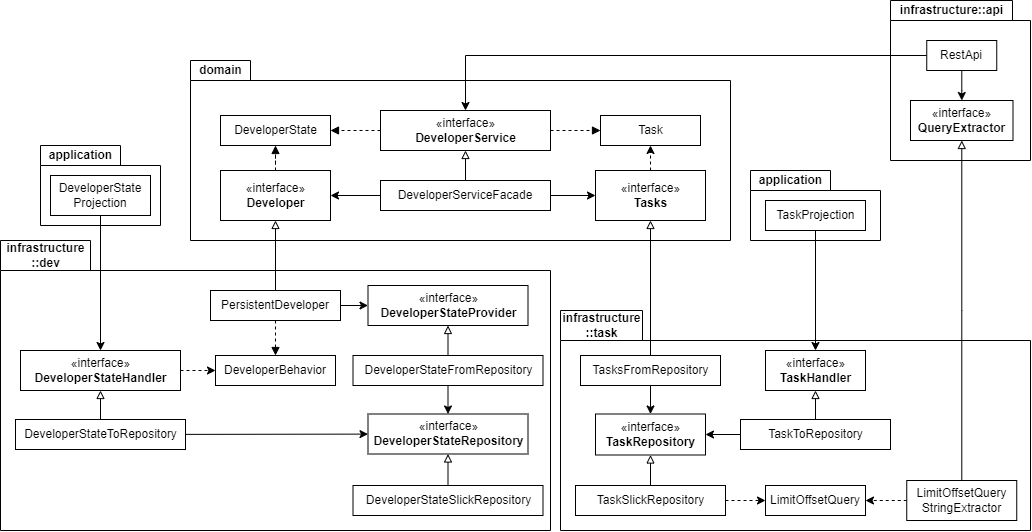 infrastructure::api
RestApi
«interface»
QueryExtractor
domain
DeveloperState
«interface»
DeveloperService
Task
«interface»
Developer
DeveloperServiceFacade
«interface»
Tasks
application
DeveloperState
Projection
application
TaskProjection
infrastructure
::dev
PersistentDeveloper
«interface»
DeveloperStateProvider
«interface»
DeveloperStateHandler
DeveloperBehavior
DeveloperStateFromRepository
DeveloperStateToRepository
«interface»
DeveloperStateRepository
DeveloperStateSlickRepository
infrastructure
::task
TasksFromRepository
«interface»
TaskHandler
«interface»
TaskRepository
TaskToRepository
TaskSlickRepository
LimitOffsetQuery
LimitOffsetQuery
StringExtractor